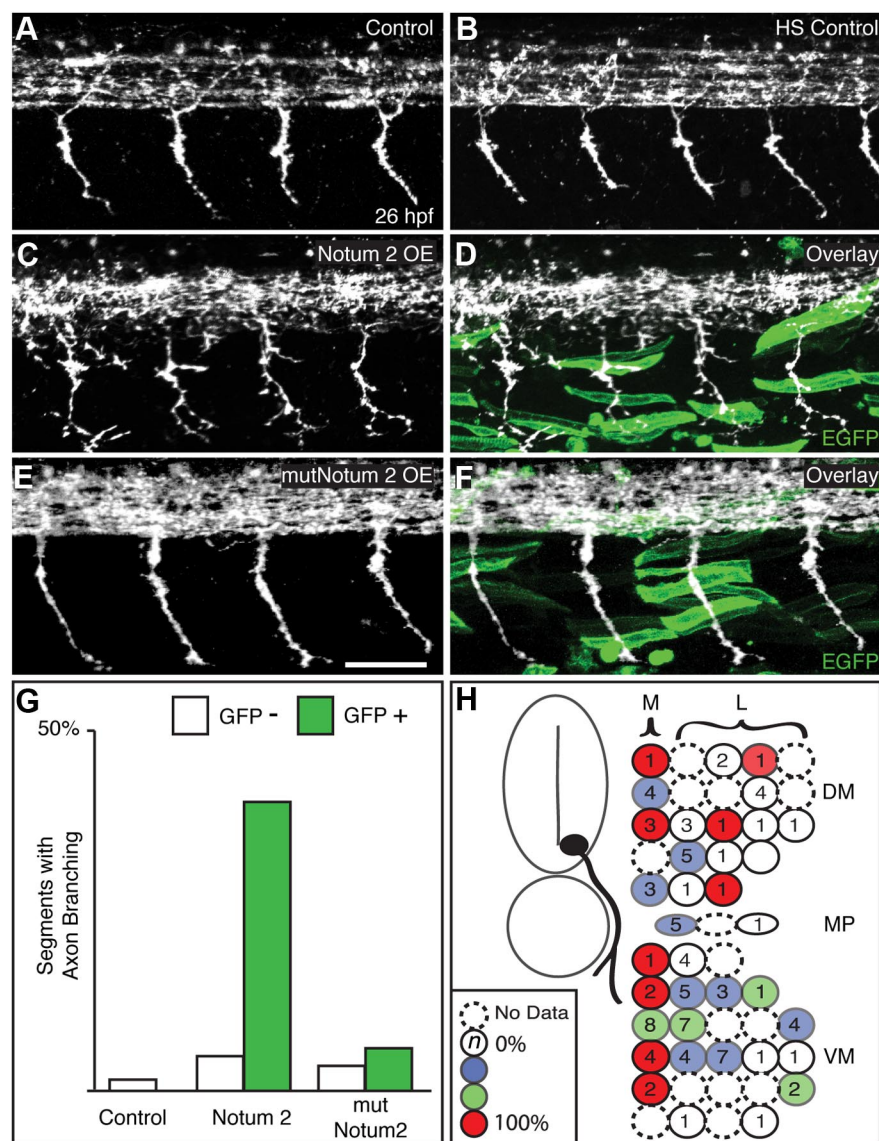 A Control
B HS Control
26 hpf
C Notum 2 OE
D Overlay
EGFP
E mutNotum 2 OE
F Overlay
EGFP
G
50%
GFP -
GFP +
Segments with
Axon Branching
Control
Notum 2
mut
Notum2
H
M L
1 2 1
4 4 DM
3 3 1 1 1
5 1
3 1 1
5 1 MP
1 4
2 5 3 1
8 7 4
4 4 7 1 1 VM
2 2
1 1
No Data
n 0%
100%